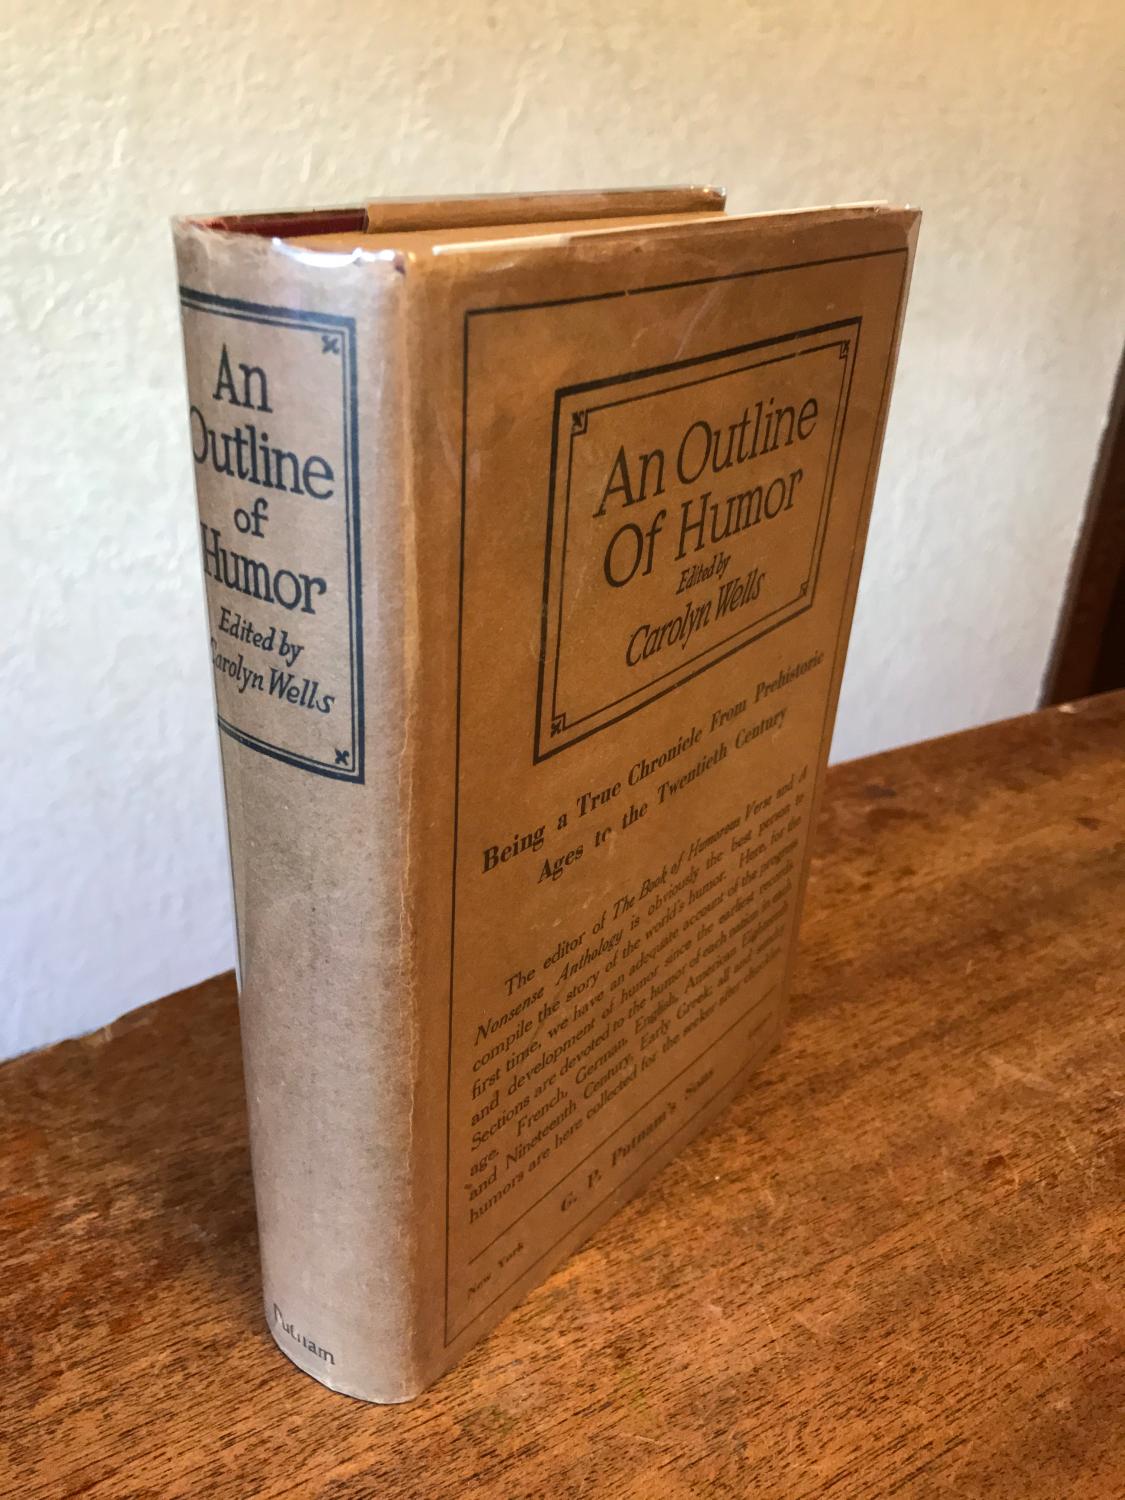 An
Outline
of
Humor
Edited by
Carolyn Wells
Putnam
An Outline
Of Humor
Edited by
Carolyn Wells
Being a True Chronicle From Prehistoric
Ages to the Twentieth Century
The editor of The Book of Humorous Verse and A
Nonsense Anthology is obviously the best person to
compile the story of the world's humor. Here, for the
first time, we have an adequate account of the progress
and development of humor since the earliest records.
Sections are devoted to the humor of each nation in each
age. French, German, English, American, Eighteenth
and Nineteenth Century, Early Greek; all and sundry
humors are here collected for the seeker after chuckles.
G. P. Putnam's Sons
New York